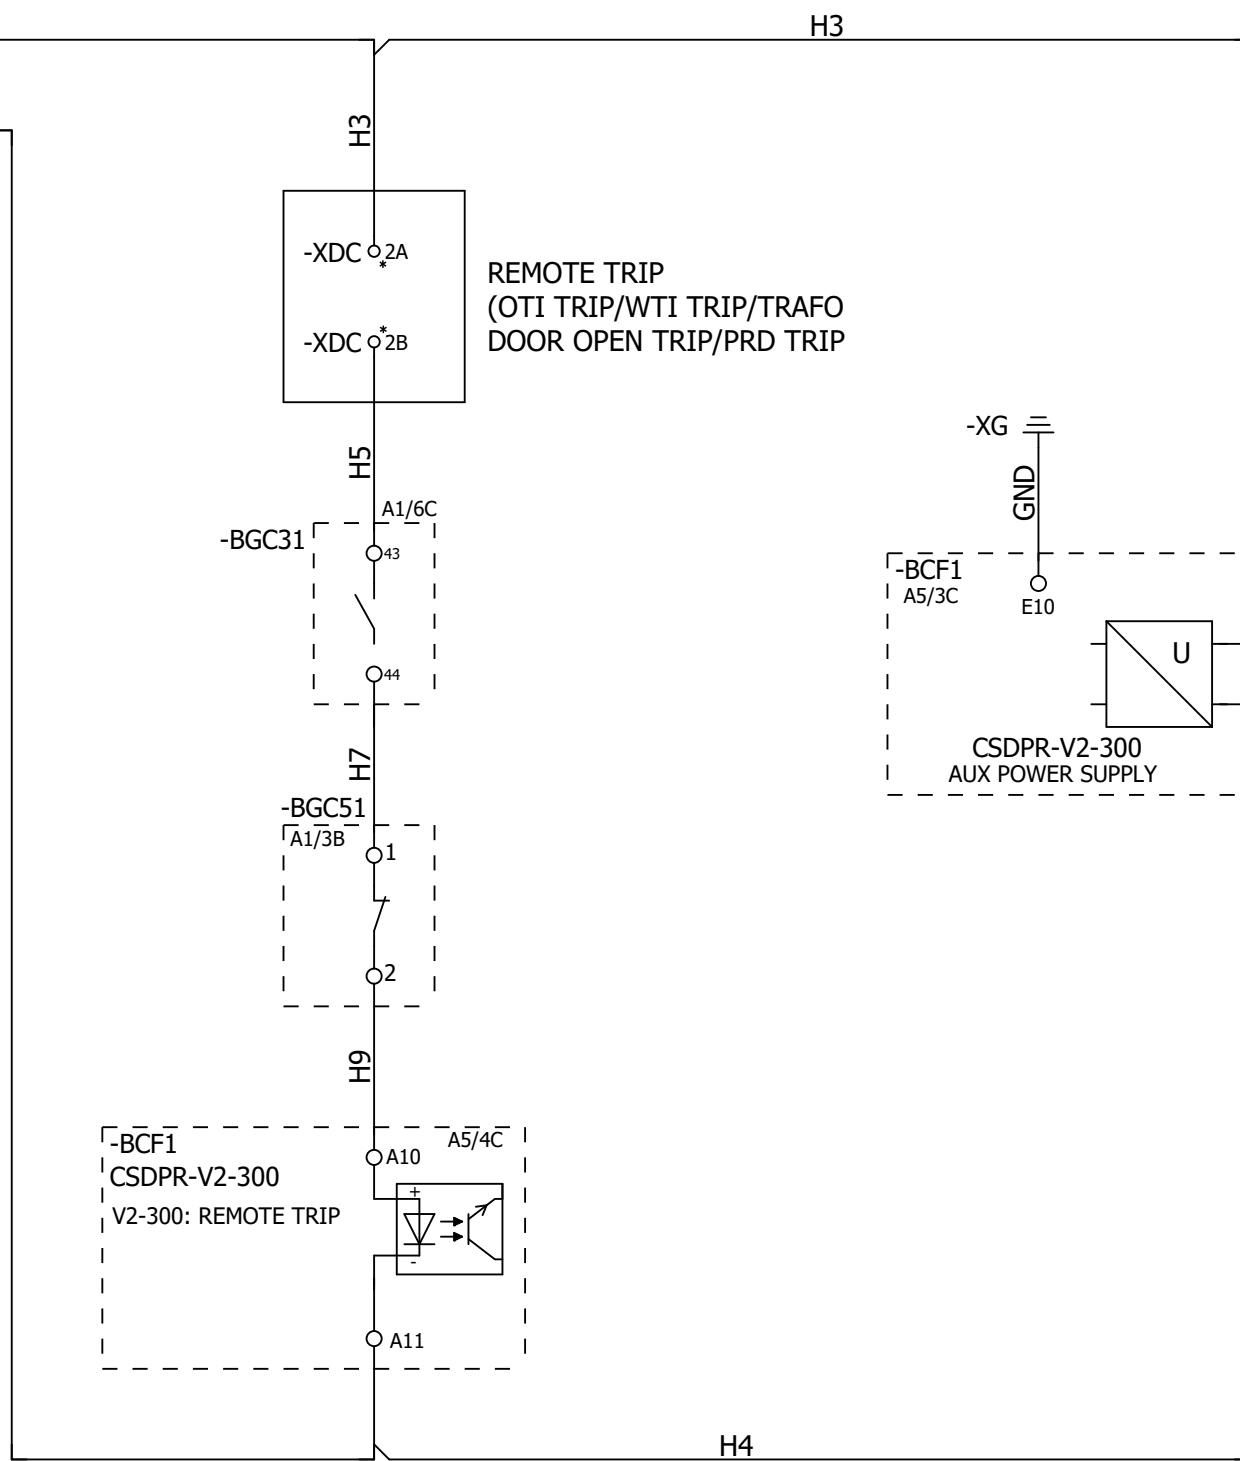 H3
H3
-XDC
2A
*
REMOTE TRIP
(OTI TRIP/WTI TRIP/TRAFO
DOOR OPEN TRIP/PRD TRIP
*
-XDC
2B
-XG
H5
GND
A1/6C
-BGC31
43
-BCF1
A5/3C
E10
U
44
CSDPR-V2-300
AUX POWER SUPPLY
H7
-BGC51
A1/3B
1
2
H9
-BCF1
A5/4C
A10
CSDPR-V2-300
+
V2-300: REMOTE TRIP
-
A11
H4